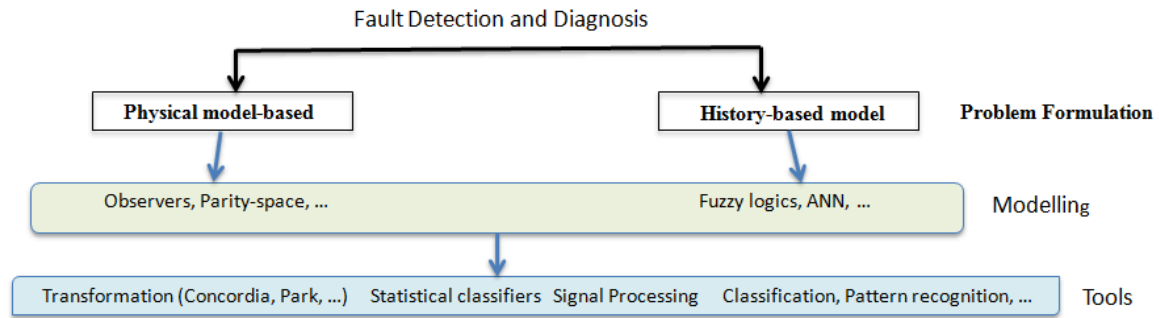 Fault Detection and Diagnosis
Physical model-based
History-based model
Problem Formulation
Observers, Parity-space, ...
Fuzzy logics, ANN, ...
Modelling
Transformation (Concordia, Park, ...)
Statistical classifiers
Signal Processing
Classification, Pattern recognition, ...
Tools